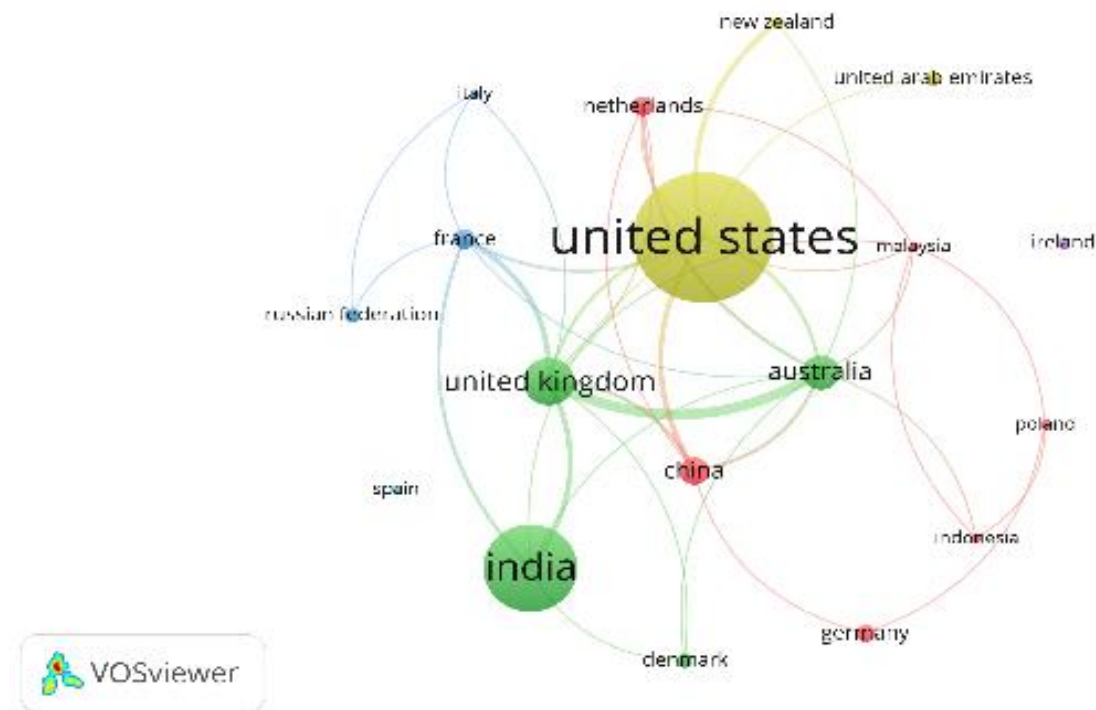 new zealand
united arab emirates
italy
netherlands
united states
france
malaysia
ireland
russian federation
united kingdom
australia
poland
china
spain
indonesia
india
germany
denmark
VOSviewer